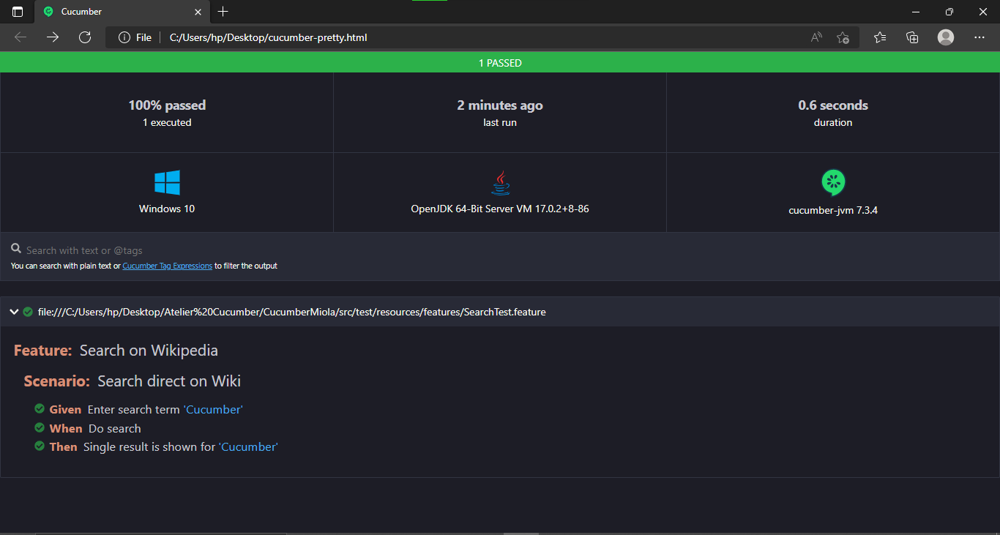 Cucumber
File C:/Users/hp/Desktop/cucumber-pretty.html
1 PASSED
100% passed
1 executed
2 minutes ago
last run
0.6 seconds
duration
Windows 10
OpenJDK 64-Bit Server VM 17.0.2+8-86
cucumber-jvm 7.3.4
Search with text or @tags
You can search with plain text or Cucumber Tag Expressions to filter the output
file:///C:/Users/hp/Desktop/Atelier%20Cucumber/CucumberMiola/src/test/resources/features/SearchTest.feature
Feature: Search on Wikipedia
Scenario: Search direct on Wiki
Given Enter search term 'Cucumber'
When Do search
Then Single result is shown for 'Cucumber'